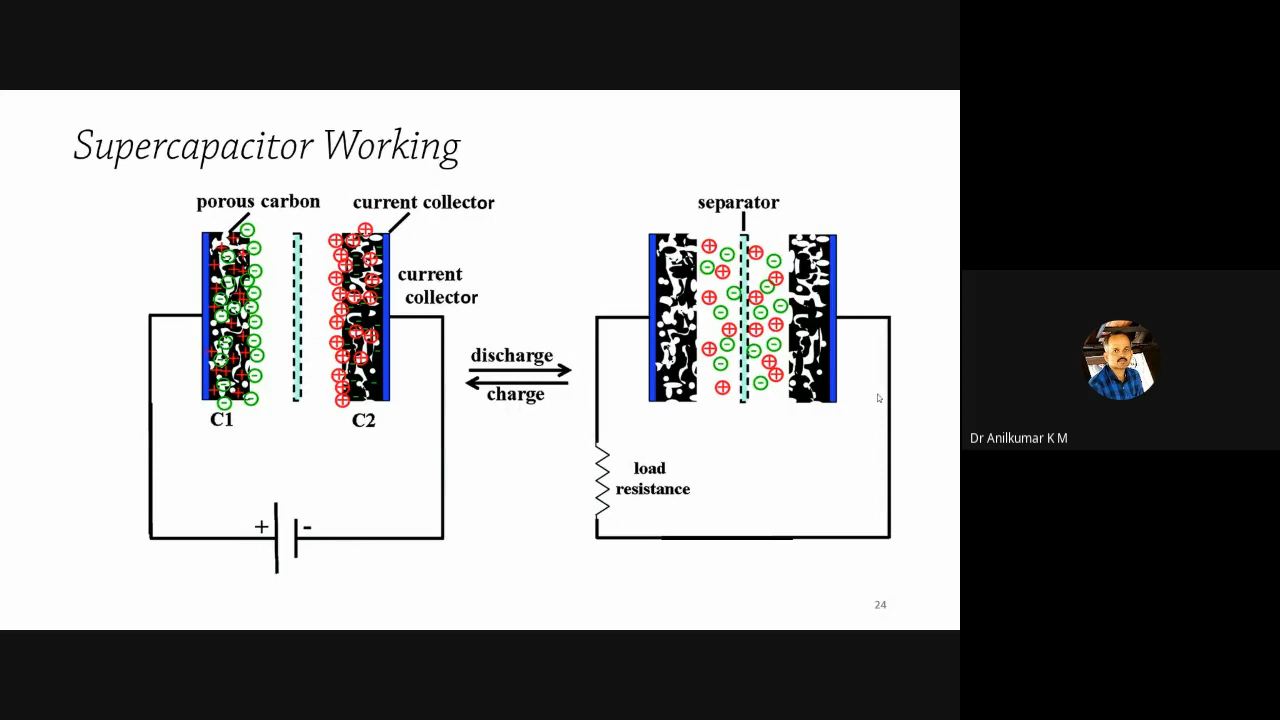 Supercapacitor Working
porous carbon
current collector
separator
current
collector
discharge
charge
C1
C2
load
resistance
+
-
24
Dr Anilkumar K M